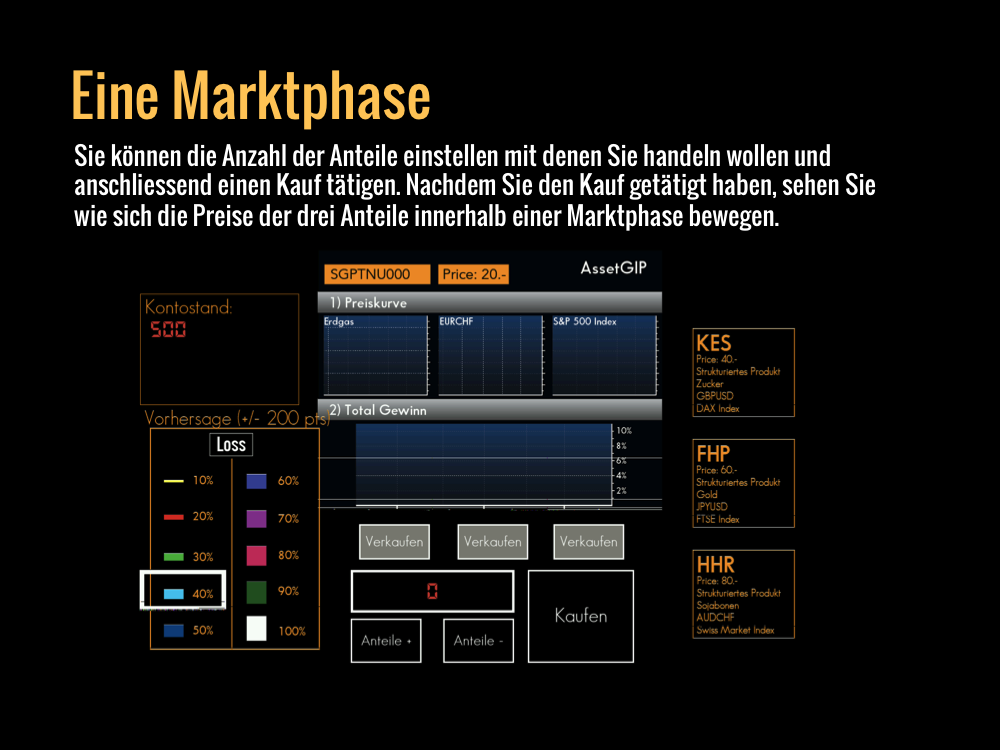 Eine Marktphase
Sie können die Anzahl der Anteile einstellen mit denen Sie handeln wollen und
anschliessend einen Kauf tätigen. Nachdem Sie den Kauf getätigt haben, sehen Sie
wie sich die Preise der drei Anteile innerhalb einer Marktphase bewegen.
Kontostand:
500
Vorhersage (+/- 200 pts)
Loss
10%
20%
30%
40%
50%
60%
70%
80%
90%
100%
SGPTNU000
Price: 20.-
AssetGIP
1) Preiskurve
Erdgas
EURCHF
S&P 500 Index
2) Total Gewinn
10%
8%
6%
4%
2%
Verkaufen
Verkaufen
Verkaufen
0
Anteile +
Anteile -
Kaufen
KES
Price: 40.-
Strukturiertes Produkt
Zucker
GBPUSD
DAX Index
FHP
Price: 60.-
Strukturiertes Produkt
Gold
JPYUSD
FTSE Index
HHR
Price: 80.-
Strukturiertes Produkt
Sojabonen
AUDCHF
Swiss Market Index